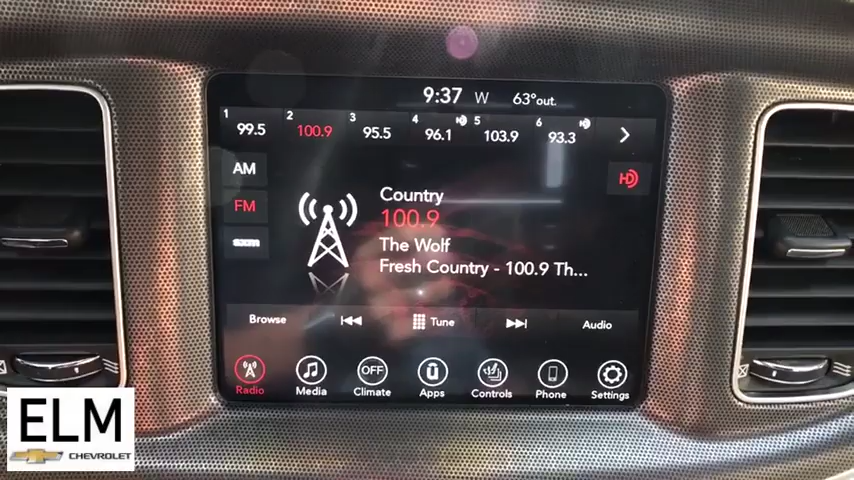 9:37 W 63°out.
1 99.5 2 100.9 3 95.5 4 96.1 5 103.9 6 93.3
AM
FM
sxm
HD
Country
100.9
The Wolf
Fresh Country - 100.9 Th...
Browse Tune Audio
OFF
Radio Media Climate Apps Controls Phone Settings
ELM
CHEVROLET